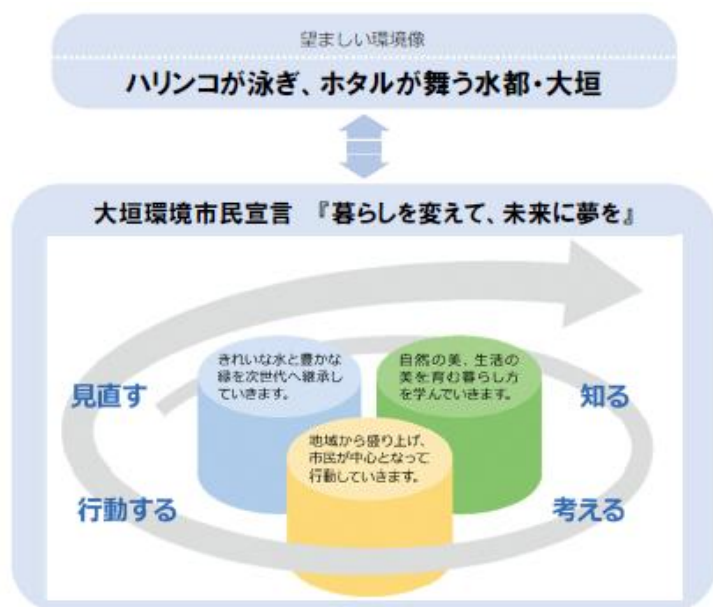 望ましい環境像
ハリンコが泳ぎ、ホタルが舞う水都・大垣
大垣環境市民宣言　『暮らしを変えて、未来に夢を』
きれいな水と豊かな
緑を次世代へ継承し
ていきます。
自然の美、生活の
美を育む暮らし方
を学んでいきます。
見直す
知る
地域から盛り上げ、
市民が中心となって
行動していきます。
行動する
考える